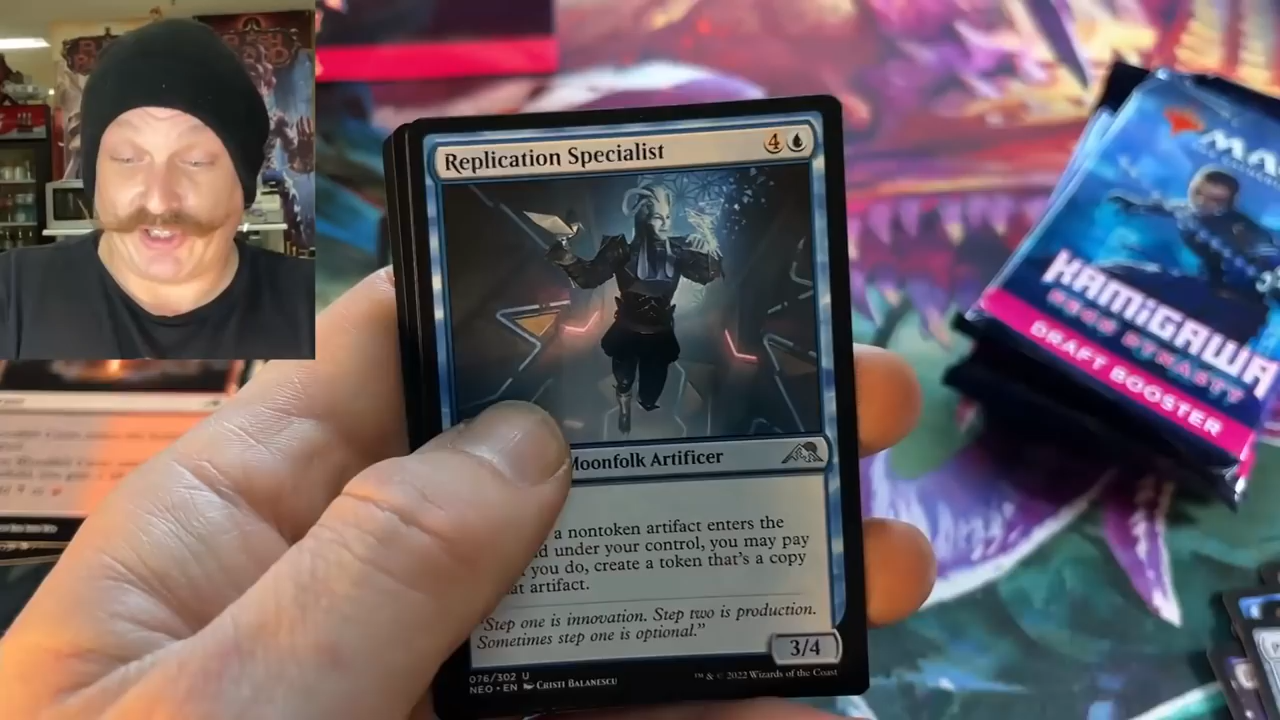 Replication Specialist
4
Moonfolk Artificer
a nontoken artifact enters the
under your control, you may pay
you do, create a token that's a copy
artifact.
"Step one is innovation. Step two is production.
Sometimes step one is optional."
3/4
076/302 U
NEO • EN CRISTI BALANESCU
™ & © 2022 Wizards of the Coast
MA
KAMIGAWA
NEON DYNASTY
DRAFT BOOSTER